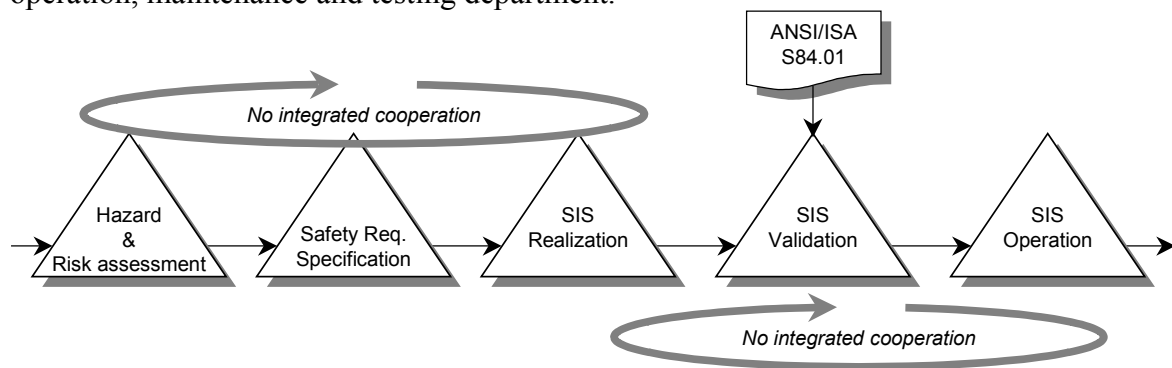 operation, maintenance and testing department.
ANSI/ISA
S84.01
No integrated cooperation
Hazard
&
Risk assessment
Safety Req.
Specification
SIS
Realization
SIS
Validation
SIS
Operation
No integrated cooperation